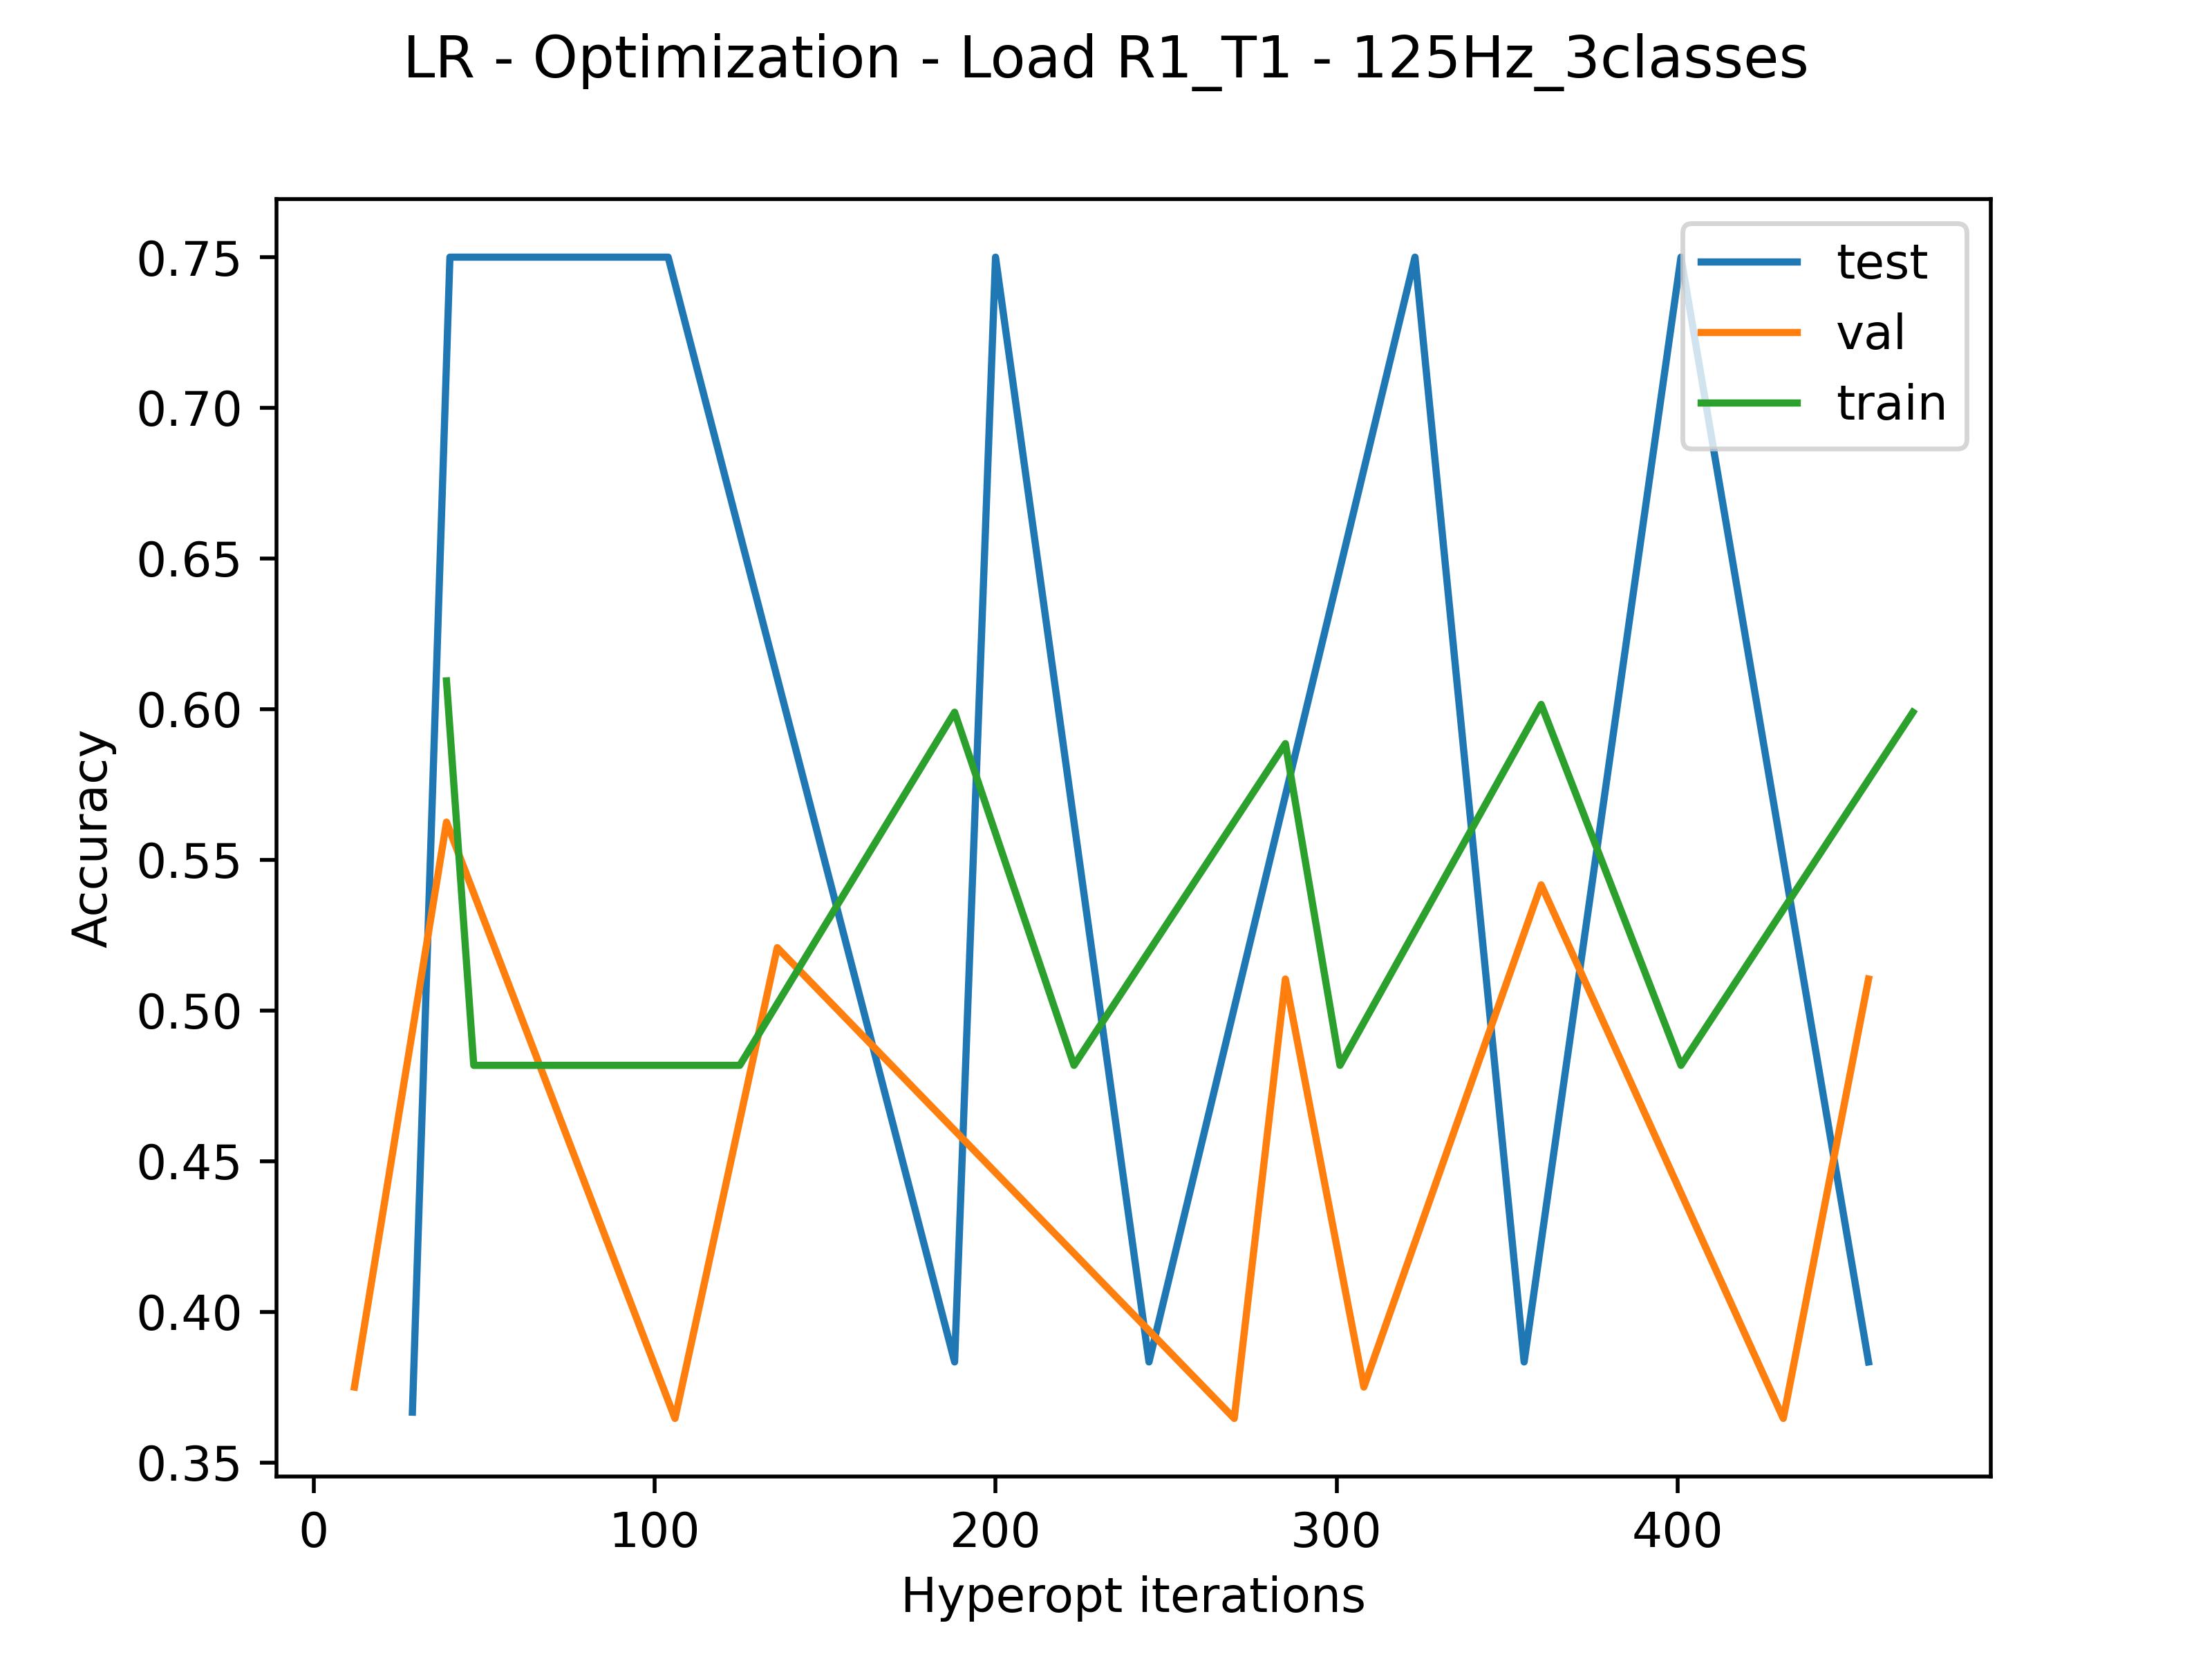 LR - Optimization - Load R1_T1 - 125Hz_3classes
test
val
train
Accuracy
0.75
0.70
0.65
0.60
0.55
0.50
0.45
0.40
0.35
0
100
200
300
400
Hyperopt iterations